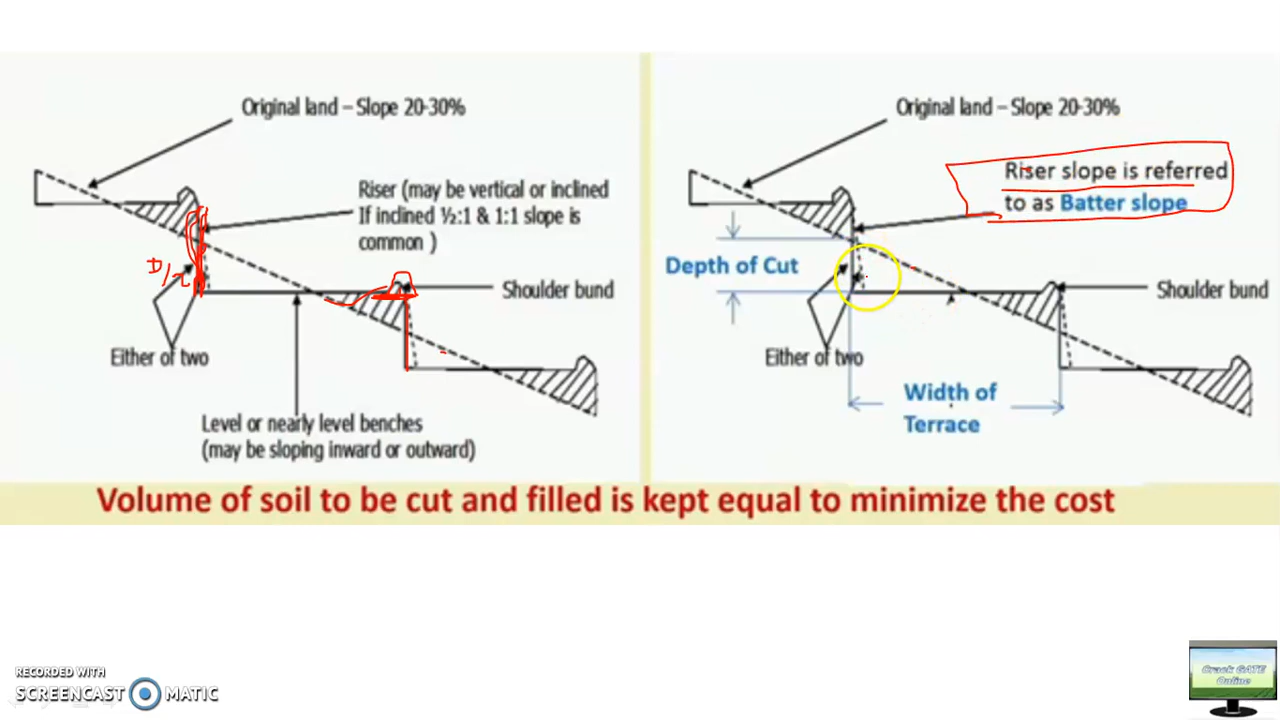 Original land – Slope 20-30%
Riser (may be vertical or inclined
If inclined ½:1 & 1:1 slope is
common )
D/2
Shoulder bund
Either of two
Level or nearly level benches
(may be sloping inward or outward)
Original land – Slope 20-30%
Riser slope is referred
to as Batter slope
Depth of Cut
Shoulder bund
Either of two
Width of
Terrace
Volume of soil to be cut and filled is kept equal to minimize the cost
RECORDED WITH
SCREENCAST MATIC
Crack GATE
Online